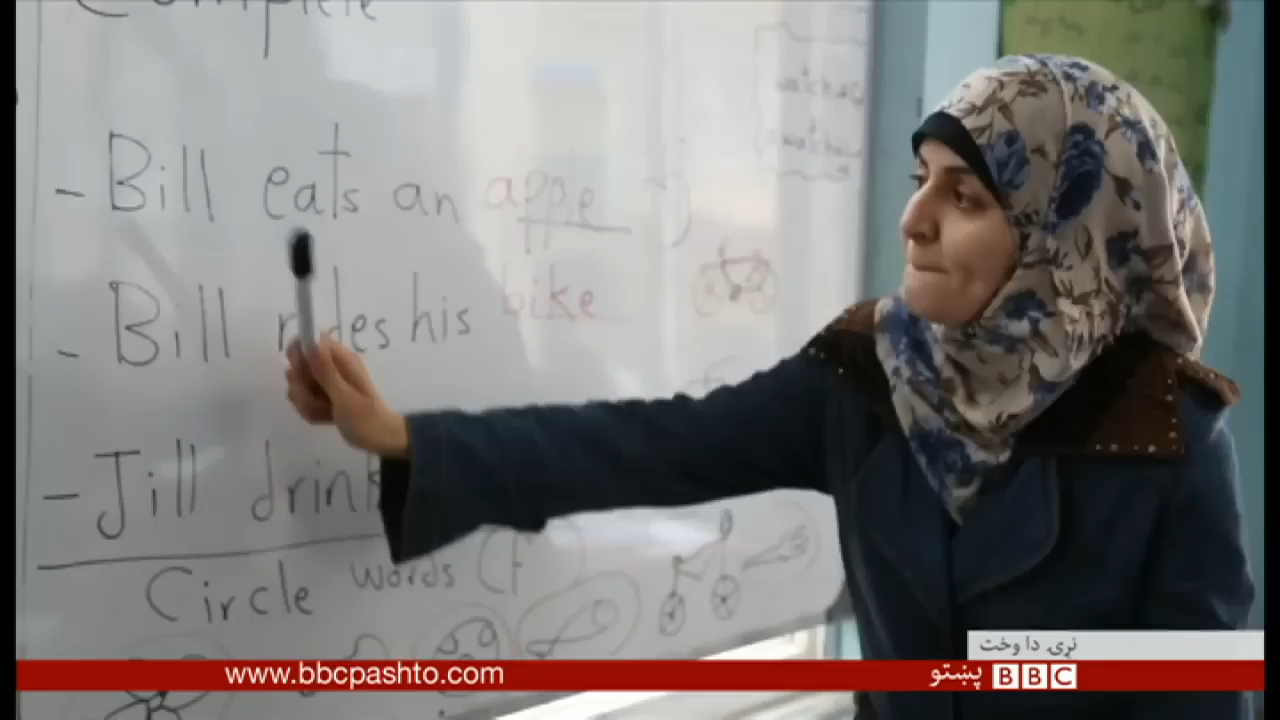 Complete
- Bill eats an apple
- Bill rides his bike
- Jill drink
Circle words (F
نړۍ دا وخت
www.bbcpashto.com
پښتو BBC